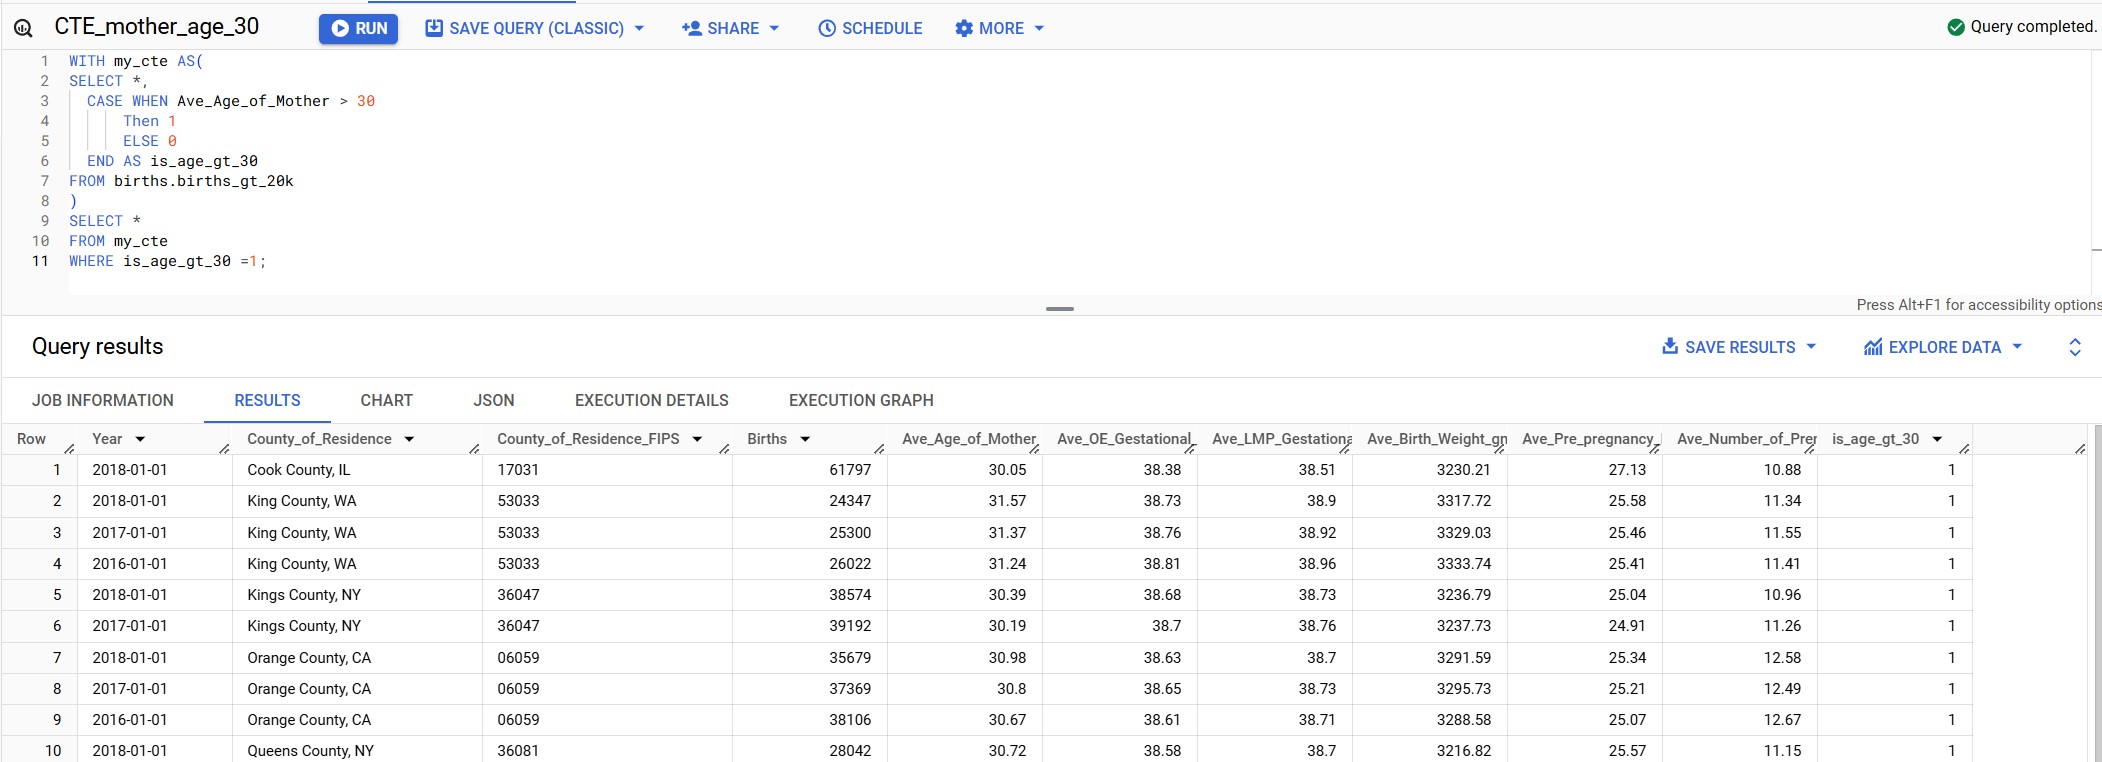 CTE_mother_age_30 RUN SAVE QUERY (CLASSIC) SHARE SCHEDULE MORE Query completed.
1 WITH my_cte AS(
2 SELECT *,
3 CASE WHEN Ave_Age_of_Mother > 30
4 Then 1
5 ELSE 0
6 END AS is_age_gt_30
7 FROM births.births_gt_20k
8 )
9 SELECT *
10 FROM my_cte
11 WHERE is_age_gt_30 =1;
Press Alt+F1 for accessibility options
Query results SAVE RESULTS EXPLORE DATA
JOB INFORMATION RESULTS CHART JSON EXECUTION DETAILS EXECUTION GRAPH
Row Year County_of_Residence County_of_Residence_FIPS Births Ave_Age_of_Mother Ave_OE_Gestational_ Ave_LMP_Gestationa Ave_Birth_Weight_gr Ave_Pre_pregnancy_ Ave_Number_of_Prer is_age_gt_30
1 2018-01-01 Cook County, IL 17031 61797 30.05 38.38 38.51 3230.21 27.13 10.88 1
2 2018-01-01 King County, WA 53033 24347 31.57 38.73 38.9 3317.72 25.58 11.34 1
3 2017-01-01 King County, WA 53033 25300 31.37 38.76 38.92 3329.03 25.46 11.55 1
4 2016-01-01 King County, WA 53033 26022 31.24 38.81 38.96 3333.74 25.41 11.41 1
5 2018-01-01 Kings County, NY 36047 38574 30.39 38.68 38.73 3236.79 25.04 10.96 1
6 2017-01-01 Kings County, NY 36047 39192 30.19 38.7 38.76 3237.73 24.91 11.26 1
7 2018-01-01 Orange County, CA 06059 35679 30.98 38.63 38.7 3291.59 25.34 12.58 1
8 2017-01-01 Orange County, CA 06059 37369 30.8 38.65 38.73 3295.73 25.21 12.49 1
9 2016-01-01 Orange County, CA 06059 38106 30.67 38.61 38.71 3288.58 25.07 12.67 1
10 2018-01-01 Queens County, NY 36081 28042 30.72 38.58 38.7 3216.82 25.57 11.15 1